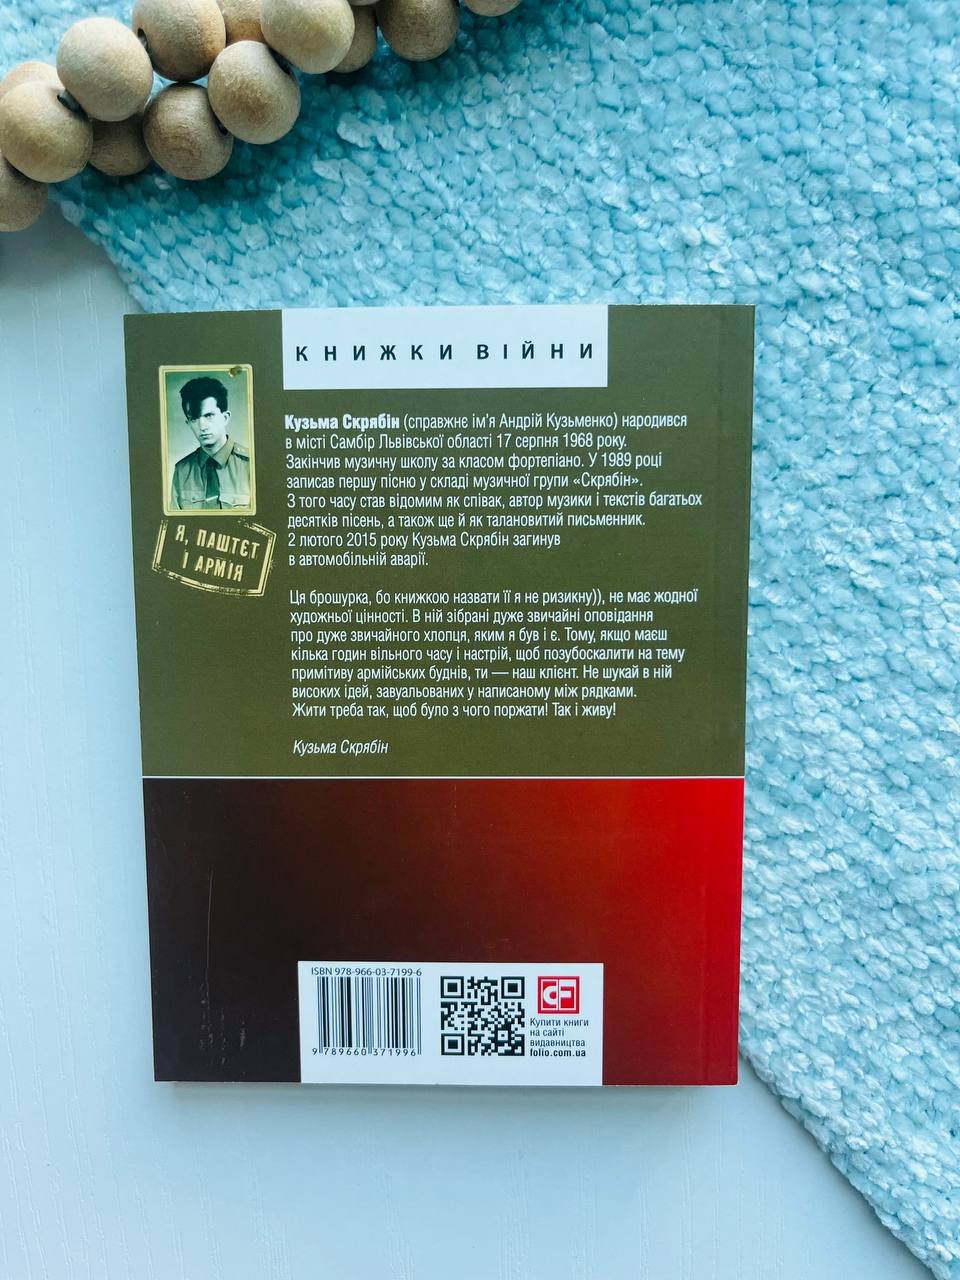 КНИЖКИ ВІЙНИ
Я, ПАШТЄТ
І АРМІЯ
Кузьма Скрябін (справжнє ім'я Андрій Кузьменко) народився
в місті Самбір Львівської області 17 серпня 1968 року.
Закінчив музичну школу за класом фортепіано. У 1989 році
записав першу пісню у складі музичної групи «Скрябін».
З того часу став відомим як співак, автор музики і текстів багатьох
десятків пісень, а також ще й як талановитий письменник.
2 лютого 2015 року Кузьма Скрябін загинув
в автомобільній аварії.
Ця брошурка, бо книжкою назвати її я не ризикну)), не має жодної
художньої цінності. В ній зібрані дуже звичайні оповідання
про дуже звичайного хлопця, яким я був і є. Тому, якщо маєш
кілька годин вільного часу і настрій, щоб позубоскалити на тему
примітиву армійських буднів, ти — наш клієнт. Не шукай в ній
високих ідей, завуальованих у написаному між рядками.
Жити треба так, щоб було з чого поржати! Так і живу!
Кузьма Скрябін
ISBN 978-966-03-7199-6
9 789660 371996
CF
Купити книги
на сайті
видавництва
folio.com.ua